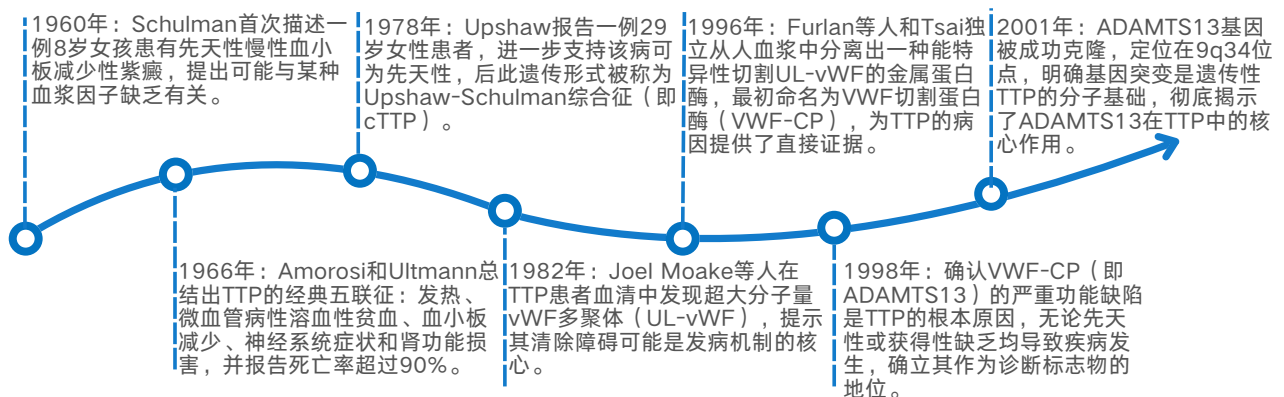 1960年：Schulman首次描述一
例8岁女孩患有先天性慢性血小
板减少性紫癜，提出可能与某种
血浆因子缺乏有关。
1966年：Amorosi和Ultmann总
结出TTP的经典五联征：发热、
微血管病性溶血性贫血、血小板
减少、神经系统症状和肾功能损
害，并报告死亡率超过90%。
1978年：Upshaw报告一例29
岁女性患者，进一步支持该病可
为先天性，后此遗传形式被称为
Upshaw-Schulman综合征（即
cTTP）。
1982年：Joel Moake等人在
TTP患者血清中发现超大分子量
vWF多聚体（UL-vWF），提示
其清除障碍可能是发病机制的核
心。
1996年：Furlan等人和Tsai独
立从人血浆中分离出一种能特
异性切割UL-vWF的金属蛋白
酶，最初命名为VWF切割蛋白
酶（VWF-CP），为TTP的病
因提供了直接证据。
1998年：确认VWF-CP（即
ADAMTS13）的严重功能缺陷
是TTP的根本原因，无论先天
性或获得性缺乏均导致疾病发
生，确立其作为诊断标志物的
地位。
2001年：ADAMTS13基因
被成功克隆，定位在9q34位
点，明确基因突变是遗传性
TTP的分子基础，彻底揭示
了ADAMTS13在TTP中的核
心作用。